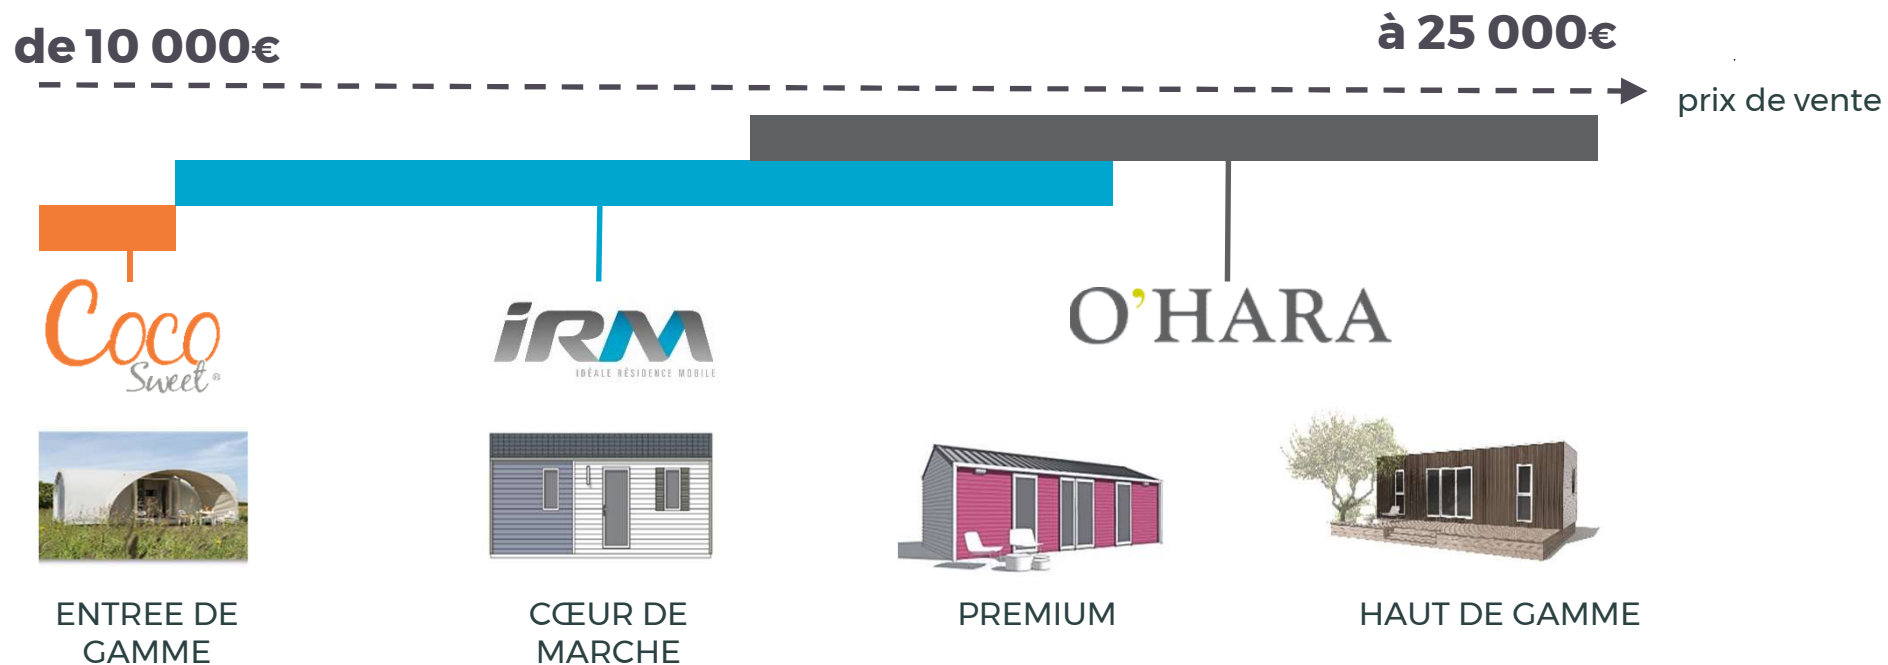 de 10 000€
à 25 000€
prix de vente
Coco
Sweet®
iRM
IDÉALE RÉSIDENCE MOBILE
O'HARA
ENTREE DE
GAMME
CŒUR DE
MARCHE
PREMIUM
HAUT DE GAMME